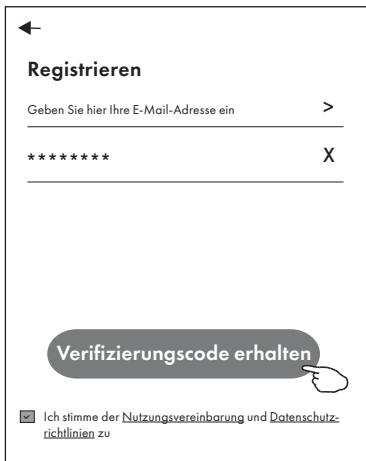 Registrieren
Geben Sie hier Ihre E-Mail-Adresse ein >
******** X
Verifizierungscode erhalten
Ich stimme der Nutzungsvereinbarung und Datenschutz-
richtlinien zu